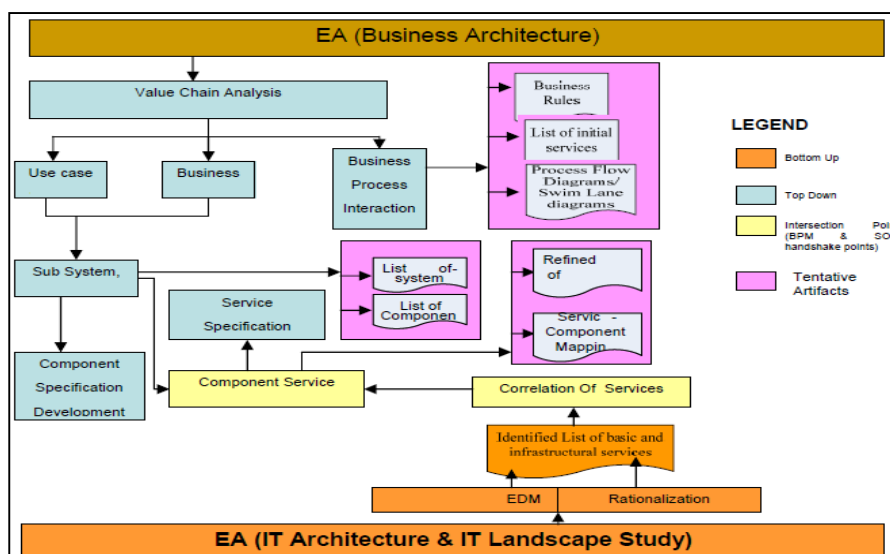 EA (Business Architecture)
Value Chain Analysis
Business
Rules
List of initial
services
Process Flow
Diagrams/
Swim Lane
diagrams
Use case
Business
Business
Process
Interaction
LEGEND
Bottom Up
Top Down
Intersection Poi
(BPM & SO
handshake points)
Tentative
Artifacts
Sub System,
List of-
system
List of
Componen
Refined
of
Servic -
Component
Mappin
Service
Specification
Component
Specification
Development
Component Service
Correlation Of Services
Identified List of basic and
infrastructural services
EDM
Rationalization
EA (IT Architecture & IT Landscape Study)